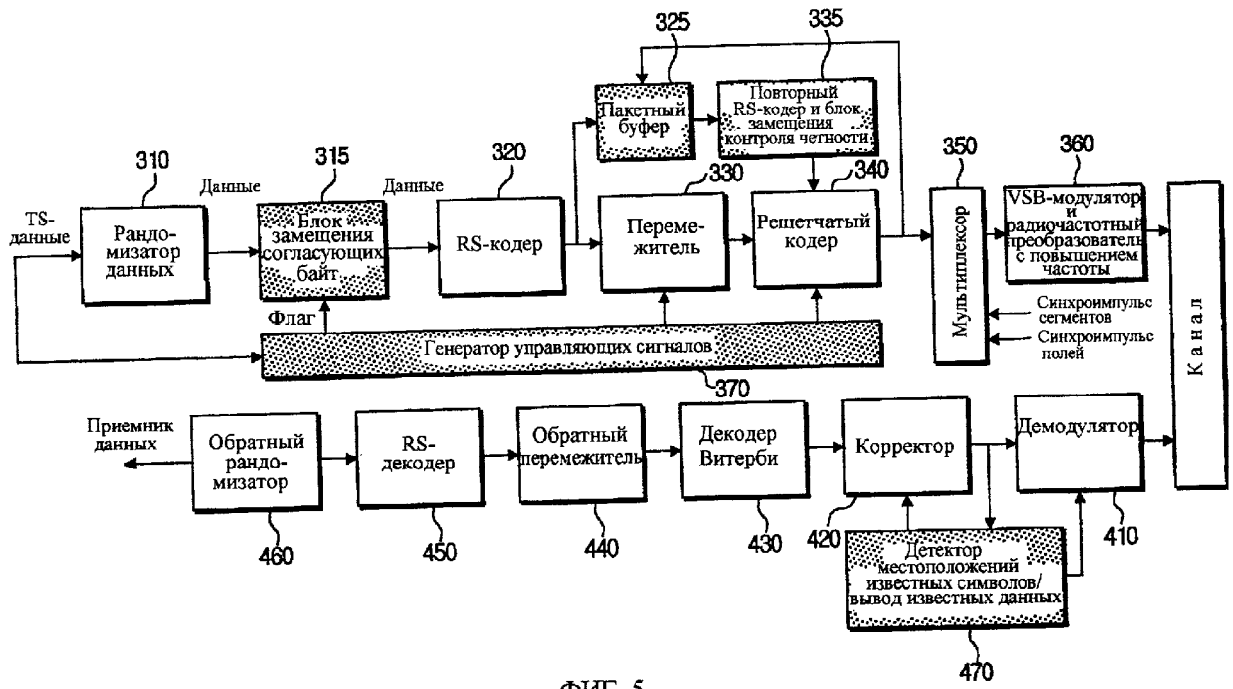 325
335
Пакетный
буфер
Повторный
RS-кодер и блок
замещения
контроля четности
310
315
320
330
340
350
360
TS-
данные
Данные
Данные
Рандо-
мизатор
данных
Блок
замещения
согласующих
байт
RS-кодер
Переме-
житель
Решетчатый
кодер
Мультиплексор
VSB-модулятор
и
радиочастотный
преобразователь
с повышением
частоты
Канал
Флаг
Генератор управляющих сигналов
370
Синхроимпульс
сегментов
Синхроимпульс
полей
Приемник
данных
Обратный
рандо-
мизатор
RS-
декодер
Обратный
перемежитель
Декодер
Витерби
Корректор
Демодулятор
460
450
440
430
420
410
Детектор
местоположений
известных символов/
вывод известных данных
470
ФИГ. 5